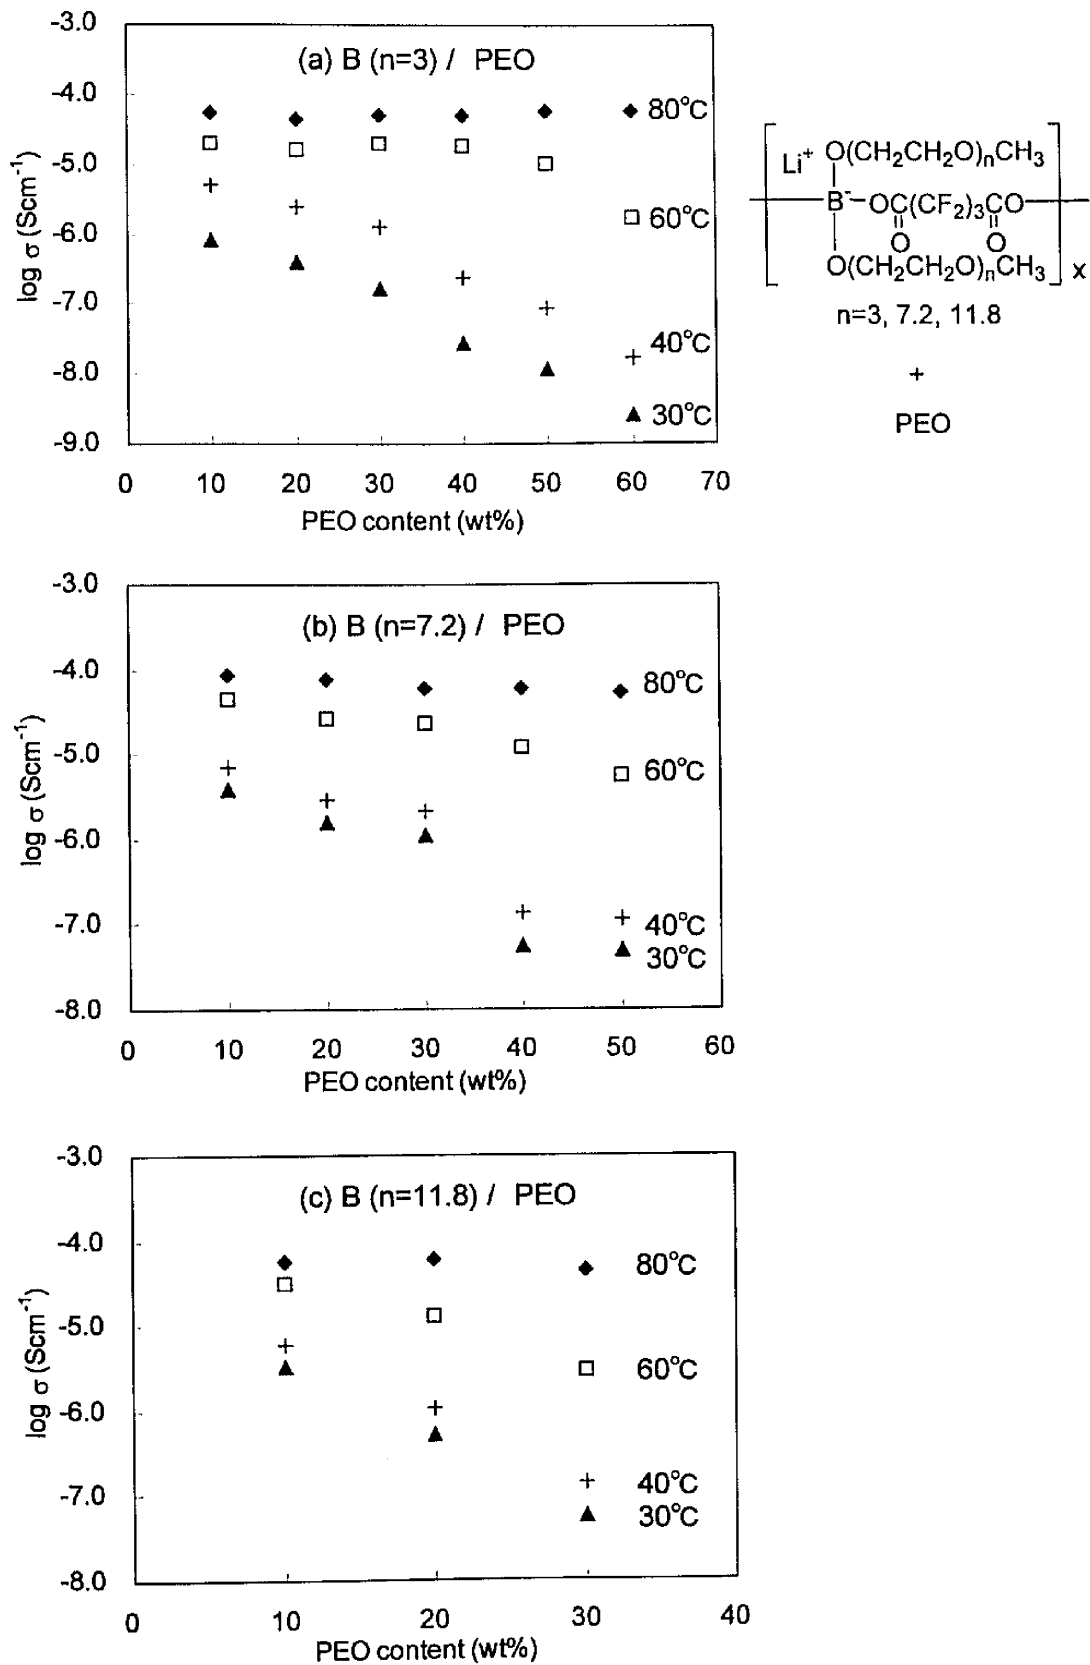 (a) B (n=3) / PEO
log σ (Scm⁻¹)
-3.0
-4.0
-5.0
-6.0
-7.0
-8.0
-9.0
80°C
60°C
40°C
30°C
0 10 20 30 40 50 60 70
PEO content (wt%)
Li⁺ O(CH₂CH₂O)ₙCH₃
B⁻-OC(CF₂)₃CO
O O
O(CH₂CH₂O)ₙCH₃ x
n=3, 7.2, 11.8
+
PEO
(b) B (n=7.2) / PEO
log σ (Scm⁻¹)
-3.0
-4.0
-5.0
-6.0
-7.0
-8.0
80°C
60°C
40°C
30°C
0 10 20 30 40 50 60
PEO content (wt%)
(c) B (n=11.8) / PEO
log σ (Scm⁻¹)
-3.0
-4.0
-5.0
-6.0
-7.0
-8.0
80°C
60°C
40°C
30°C
0 10 20 30 40
PEO content (wt%)